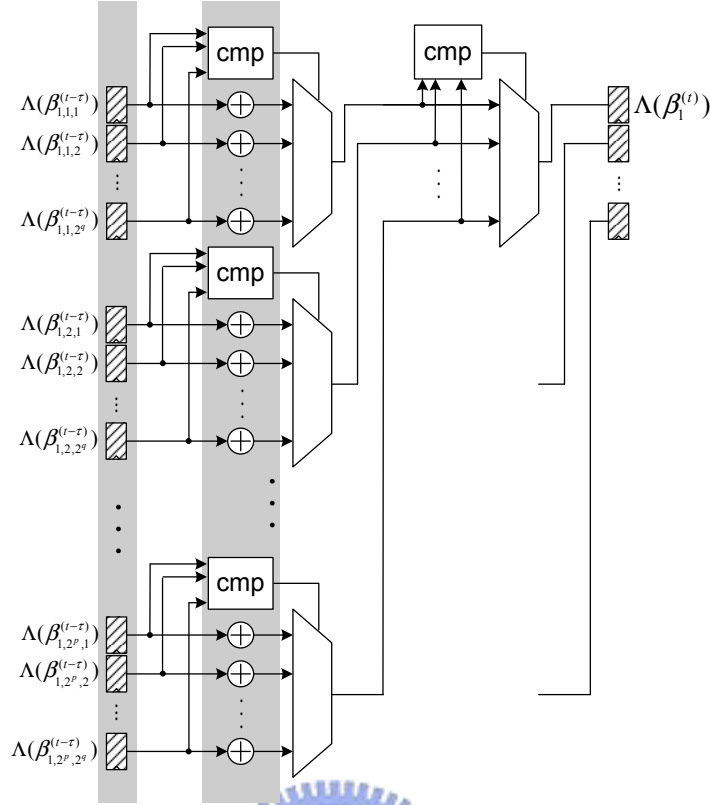 cmp
cmp
Λ(β_{1,1,1}^{(t-τ)})
Λ(β_1^{(t)})
Λ(β_{1,1,2}^{(t-τ)})
Λ(β_{1,1,2^q}^{(t-τ)})
cmp
Λ(β_{1,2,1}^{(t-τ)})
Λ(β_{1,2,2}^{(t-τ)})
Λ(β_{1,2,2^q}^{(t-τ)})
cmp
Λ(β_{1,2^p,1}^{(t-τ)})
Λ(β_{1,2^p,2}^{(t-τ)})
Λ(β_{1,2^p,2^q}^{(t-τ)})